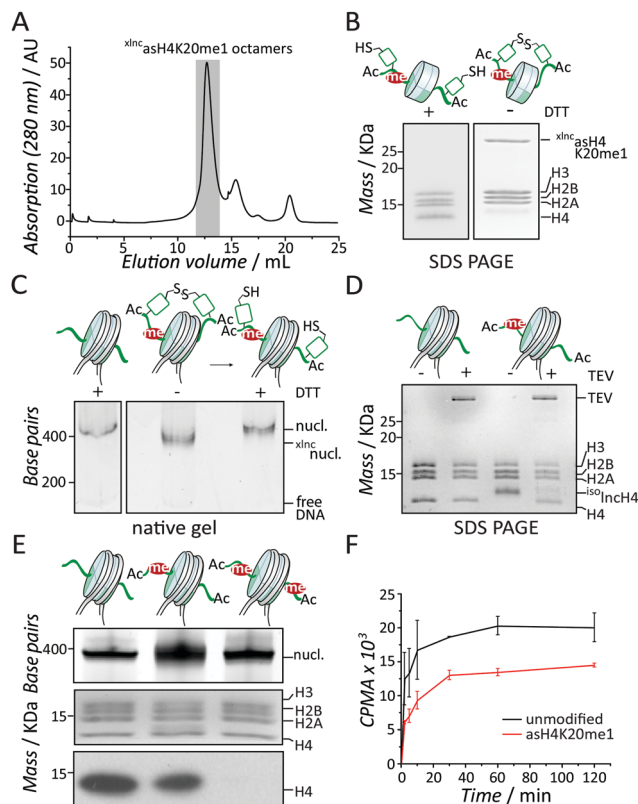 A
xlncasH4K20me1 octamers
Absorption (280 nm) / AU
50
40
30
20
10
0
0 5 10 15 20 25
Elution volume / mL
B
HS
Ac
me
SH
Ac
S
S
Ac
Ac
me
+ - DTT
Mass / KDa
25
20
15
xlncasH4
K20me1
H3
H2B
H2A
H4
SDS PAGE
C
S
S
Ac
me
Ac
SH
Ac
me
HS
Ac
+ - + DTT
Base pairs
400
200
nucl.
xlnc
nucl.
free
DNA
native gel
D
Ac
me
Ac
- + - + TEV
Mass / KDa
25
20
15
TEV
H3
H2B
H2A
isolncH4
H4
SDS PAGE
E
Ac
me
Ac
Ac
me
me
Ac
Base pairs
400
nucl.
Mass / KDa
15
H3
H2B
H2A
H4
15
H4
F
CPMA x 10³
25
20
15
10
5
0
0 20 40 60 80 100 120
Time / min
unmodified
asH4K20me1